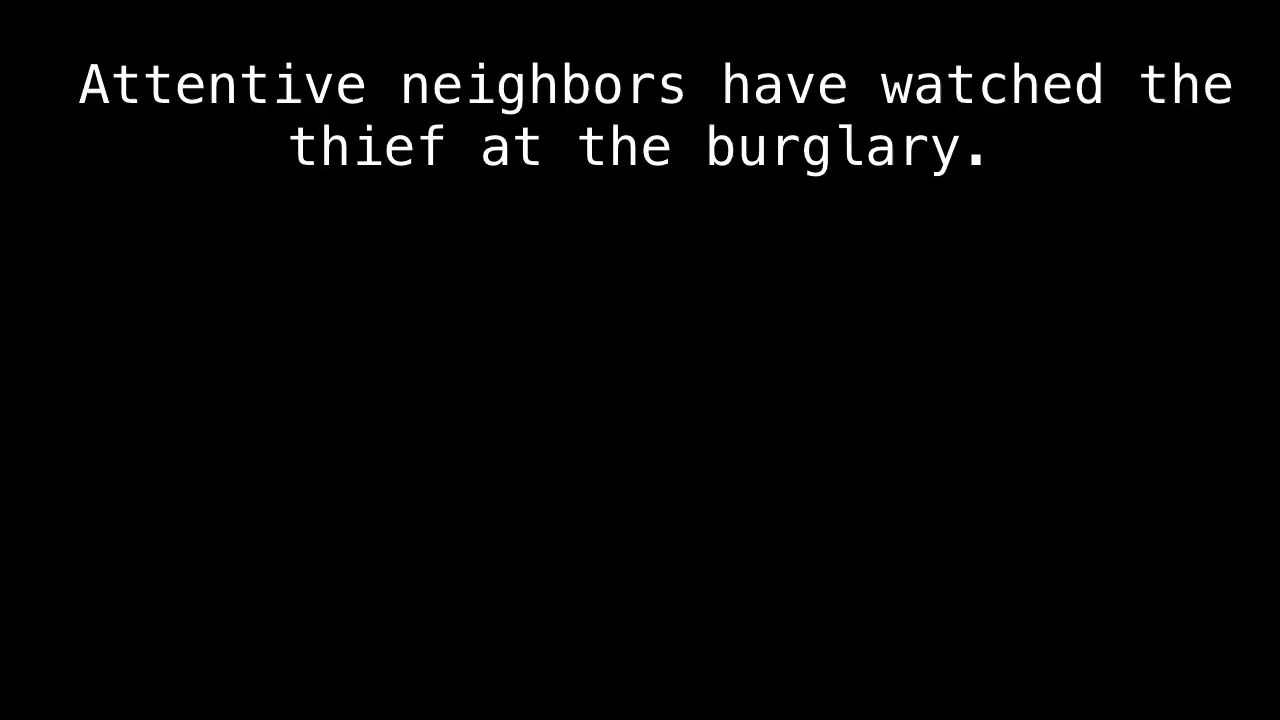 Attentive neighbors have watched the
thief at the burglary.